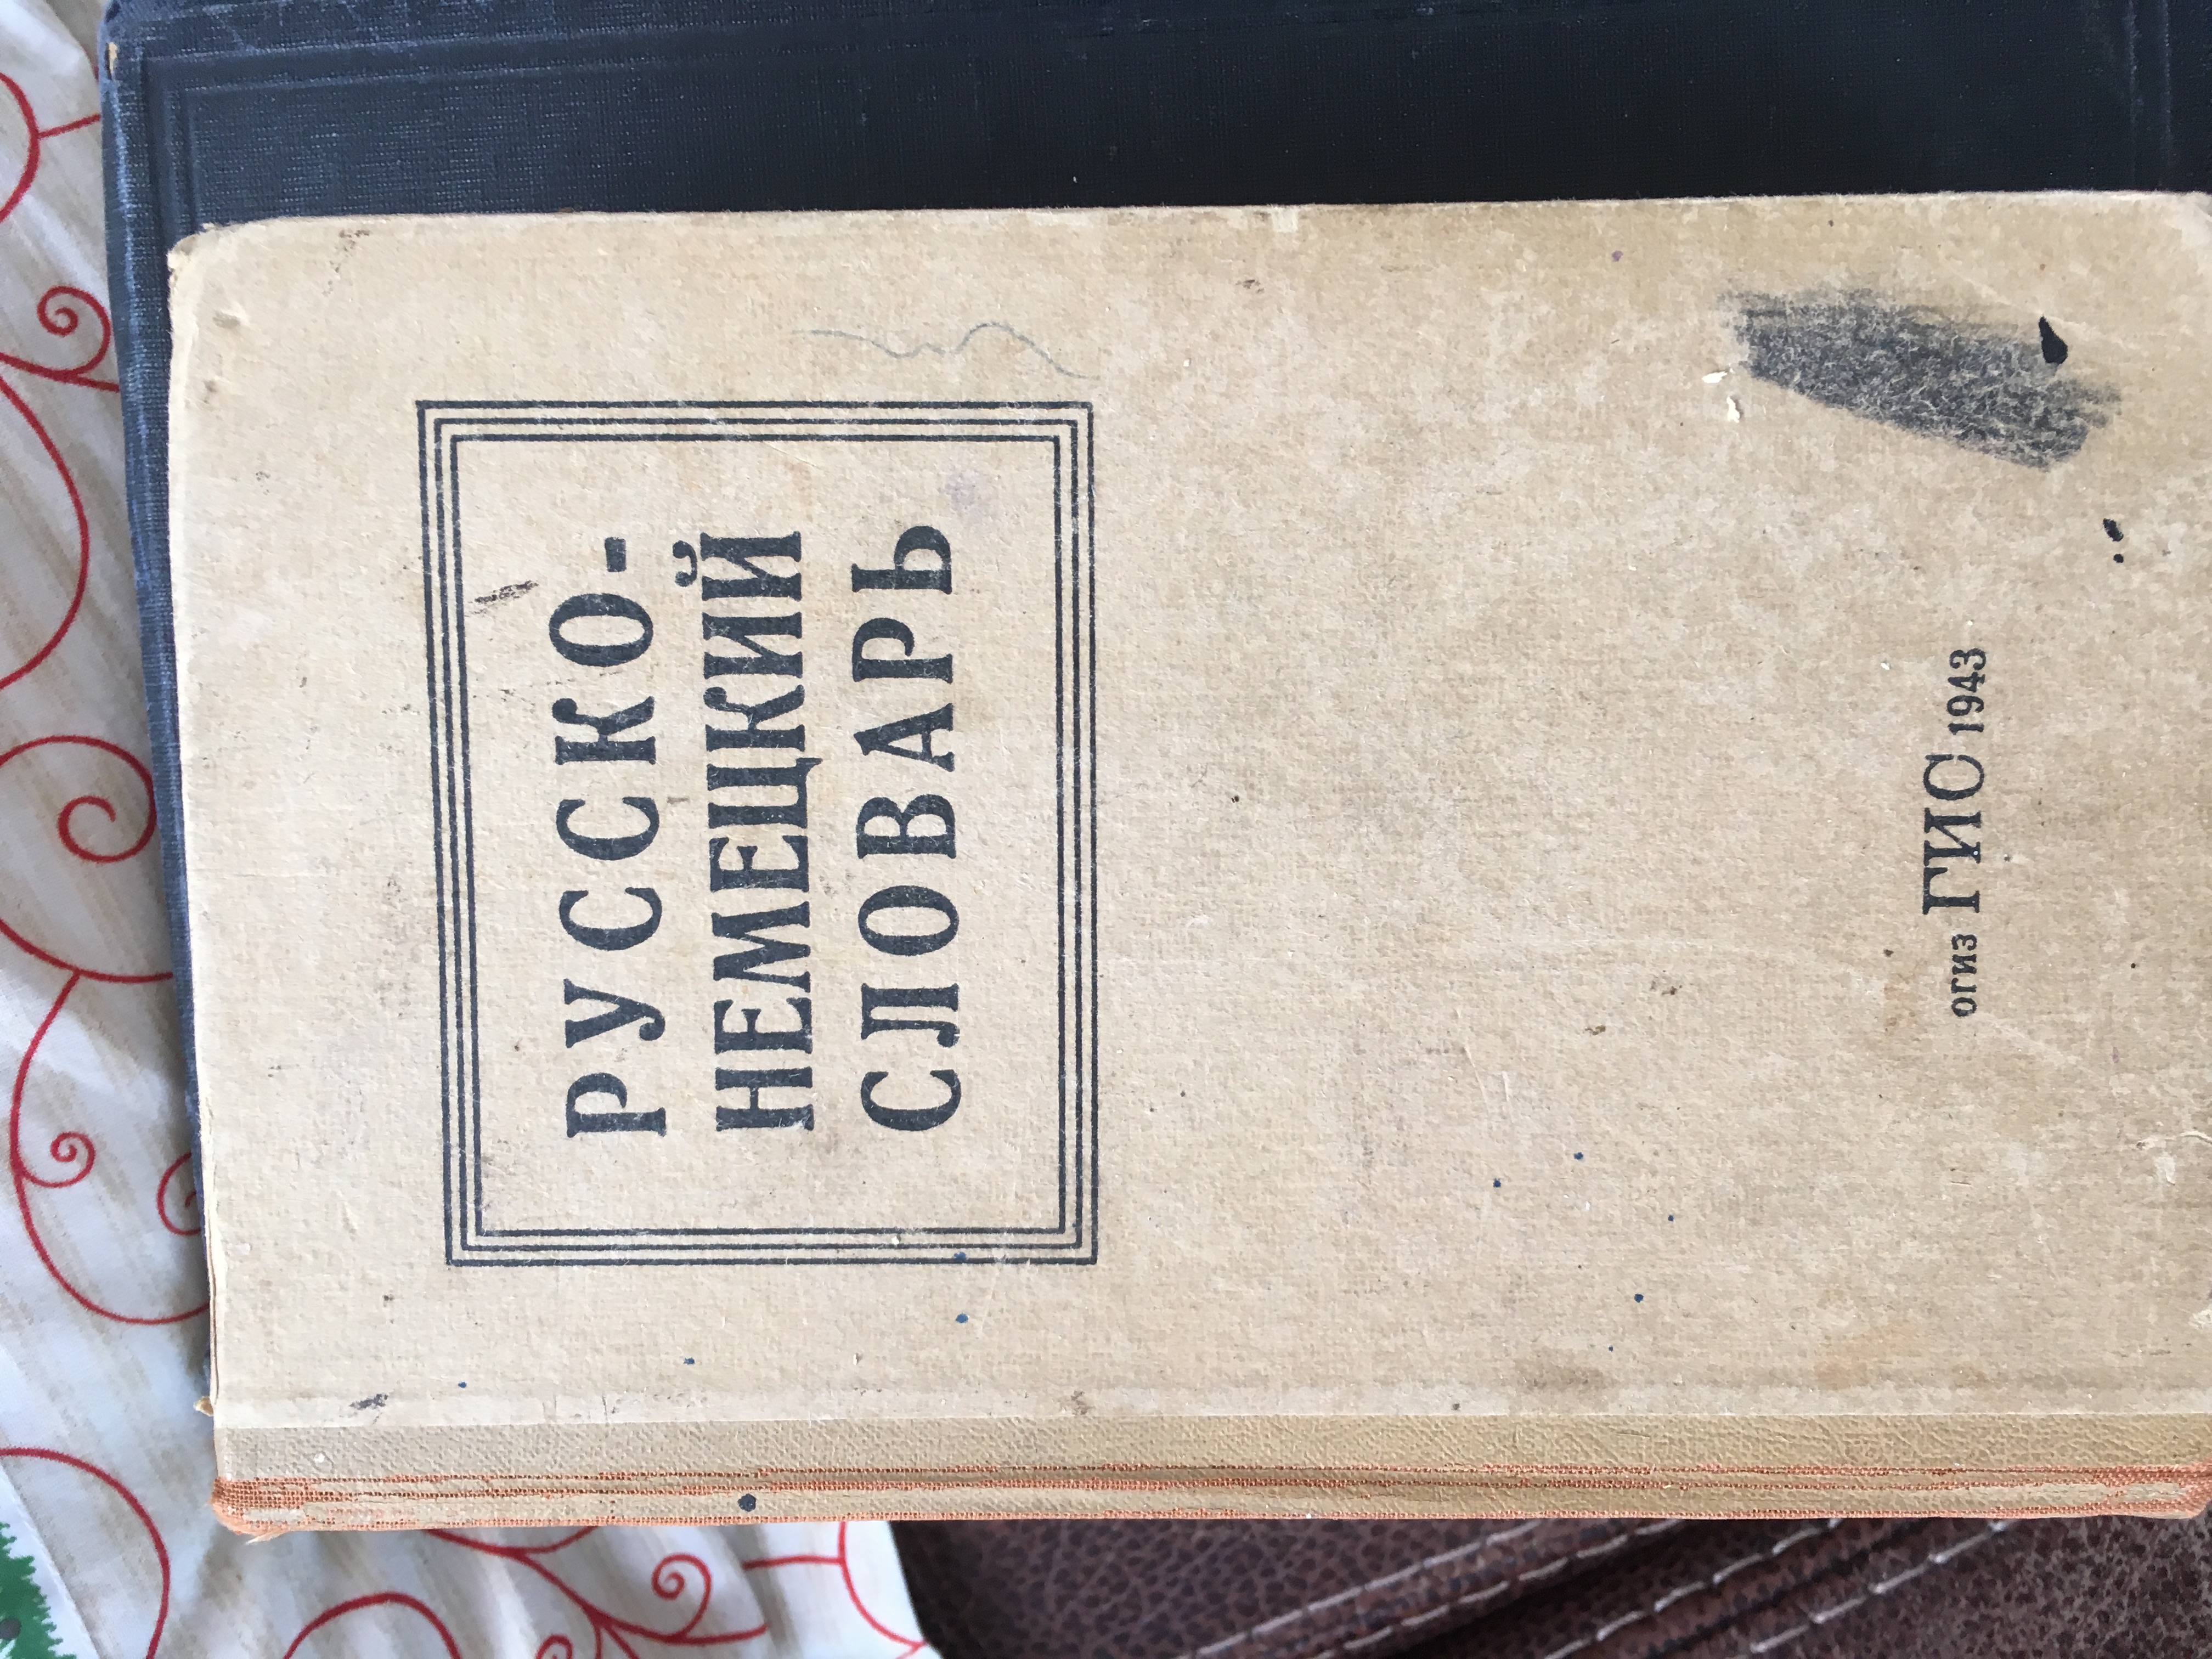 РУССКО-
НЕМЕЦКИЙ
СЛОВАРЬ
ОГИЗ ГИС 1943